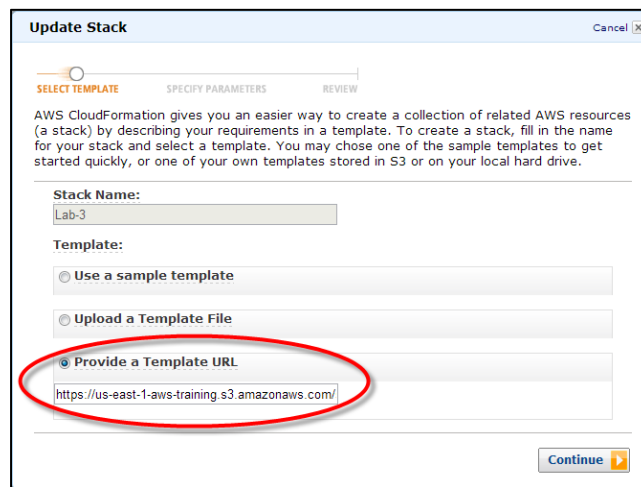 Update Stack
Cancel
SELECT TEMPLATE
SPECIFY PARAMETERS
REVIEW
AWS CloudFormation gives you an easier way to create a collection of related AWS resources
(a stack) by describing your requirements in a template. To create a stack, fill in the name
for your stack and select a template. You may chose one of the sample templates to get
started quickly, or one of your own templates stored in S3 or on your local hard drive.
Stack Name:
Lab-3
Template:
Use a sample template
Upload a Template File
Provide a Template URL
https://us-east-1-aws-training.s3.amazonaws.com/
Continue